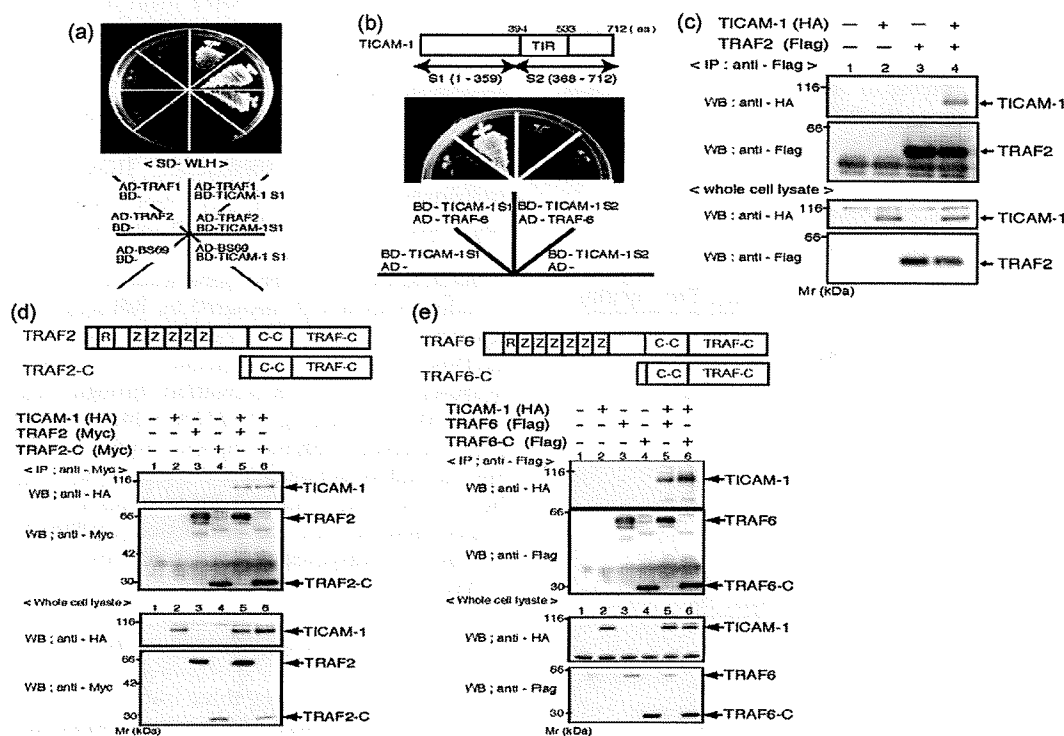 (a)
< SD-WLH >
AD-TRAF1
BD-
AD-TRAF1
BD-TICAM-1 S1
AD-TRAF2
BD-
AD-TRAF2
BD-TICAM-1S1
AD-BS69
BD-
AD-BS69
BD-TICAM-1 S1
(b)
394 533 712 (aa)
TICAM-1 TIR
S1 (1 - 359) S2 (368 - 712)
BD-TICAM-1S1
AD-TRAF-6
BD-TICAM-1S2
AD-TRAF-6
BD-TICAM-1S1
AD-
BD-TICAM-1S2
AD-
(c)
TICAM-1 (HA) − + − +
TRAF2 (Flag) − − + +
< IP : anti - Flag >
1 2 3 4
116
WB ; anti - HA
TICAM-1
66
WB ; anti - Flag
TRAF2
< whole cell lysate >
116
WB ; anti - HA
TICAM-1
66
WB ; anti - Flag
TRAF2
Mr (kDa)
(d)
TRAF2 R Z Z Z Z Z C-C TRAF-C
TRAF2-C C-C TRAF-C
TICAM-1 (HA) - + - - + +
TRAF2 (Myc) - - + - + -
TRAF2-C (Myc) - - - + - +
< IP ; anti - Myc > 1 2 3 4 5 6
116
WB ; anti - HA
TICAM-1
66
TRAF2
WB ; anti - Myc
42
30
TRAF2-C
< Whole cell lysate > 1 2 3 4 5 6
116
WB ; anti - HA
TICAM-1
66
TRAF2
WB ; anti - Myc
42
30
TRAF2-C
Mr (kDa)
(e)
TRAF6 R Z Z Z Z Z Z C-C TRAF-C
TRAF6-C C-C TRAF-C
TICAM-1 (HA) - + - - + +
TRAF6 (Flag) - - + - + -
TRAF6-C (Flag) - - - + - +
< IP ; anti - Flag > 1 2 3 4 5 6
116
WB ; anti - HA
TICAM-1
66
TRAF6
WB ; anti - Flag
30
TRAF6-C
< Whole cell lysate > 1 2 3 4 5 6
116
WB ; anti - HA
TICAM-1
66
TRAF6
WB ; anti - Flag
30
TRAF6-C
Mr (kDa)